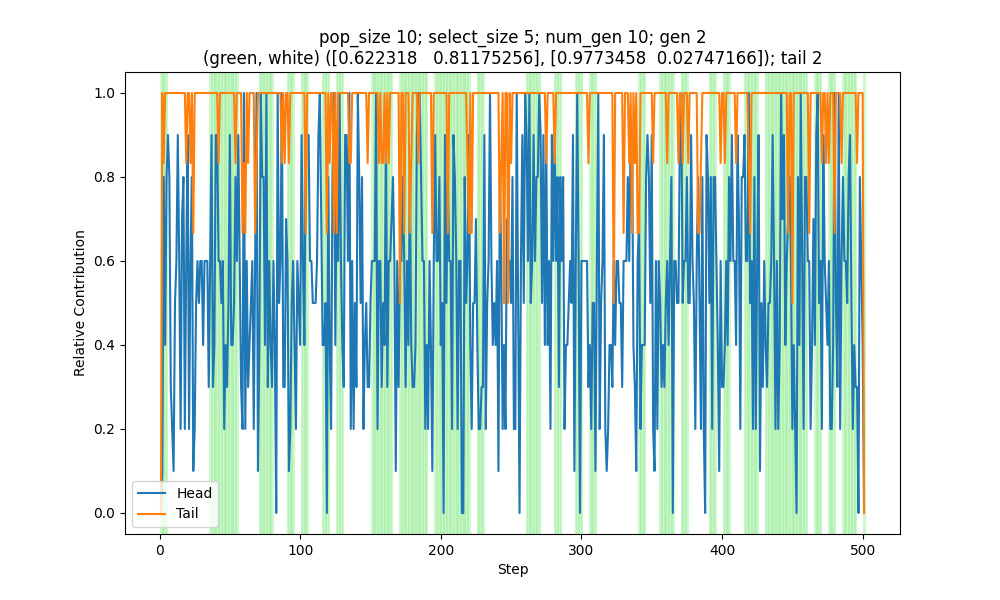 pop_size 10; select_size 5; num_gen 10; gen 2
(green, white) ([0.622318   0.81175256], [0.9773458  0.02747166]); tail 2
1.0
0.8
0.6
0.4
0.2
0.0
Relative Contribution
Head
Tail
0 100 200 300 400 500
Step